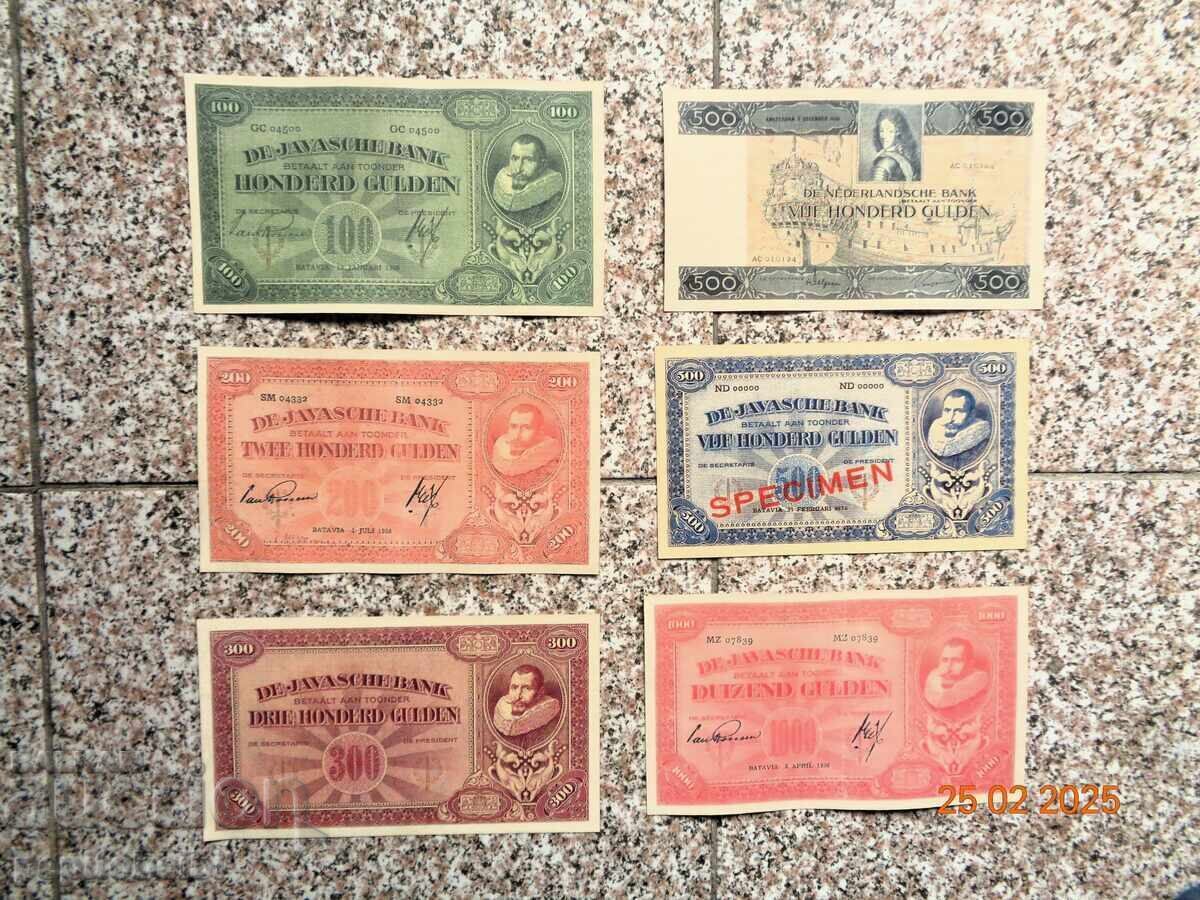 100 100
GC 04500 GC 04500
DE JAVASCHE BANK
BETAALT AAN TOONDER
HONDERD GULDEN
DE SECRETARIS DE PRESIDENT
100
100 100
500 500
DE NEDERLANDSCHE BANK
BETAALT AAN TOONDER
VIJF HONDERD GULDEN
AC 010194
500 500
200 200
SM 04332 SM 04332
DE JAVASCHE BANK
BETAALT AAN TOONDER
TWEE HONDERD GULDEN
DE SECRETARIS DE PRESIDENT
200
BATAVIA
200 200
500 500
ND 00000 ND 00000
DE JAVASCHE BANK
BETAALT AAN TOONDER
VIJF HONDERD GULDEN
DE SECRETARIS DE PRESIDENT
500
SPECIMEN
BATAVIA
500 500
300 300
DE JAVASCHE BANK
BETAALT AAN TOONDER
DRIE HONDERD GULDEN
DE SECRETARIS DE PRESIDENT
300
300 300
1000 1000
MZ 07839 MZ 07839
DE JAVASCHE BANK
BETAALT AAN TOONDER
DUIZEND GULDEN
1000
BATAVIA
1000 1000
25 02 2025